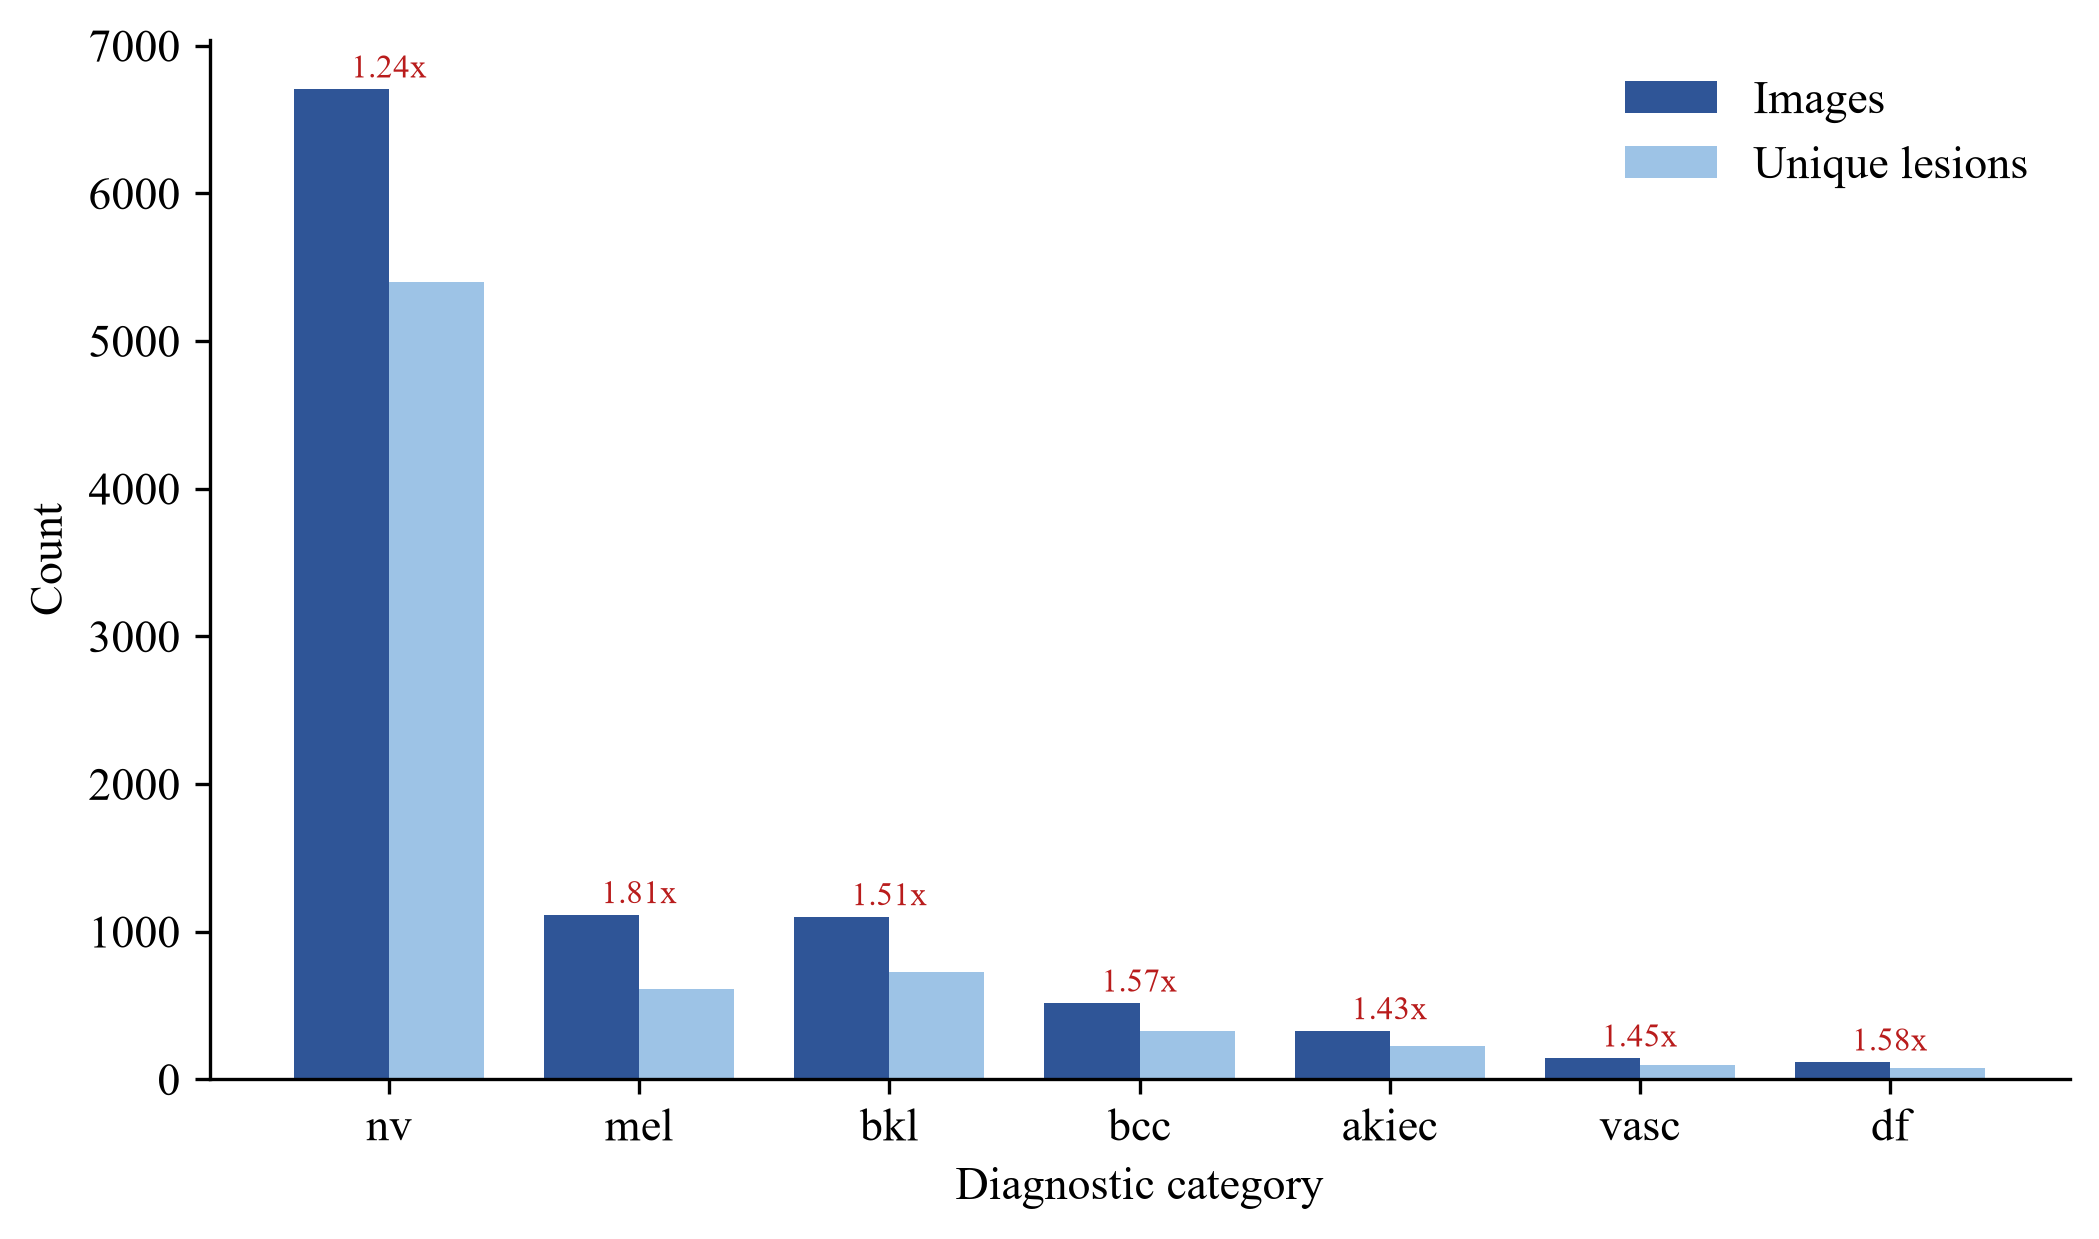 7000
6000
5000
4000
3000
2000
1000
0
Count
1.24x
1.81x
1.51x
1.57x
1.43x
1.45x
1.58x
Images
Unique lesions
nv
mel
bkl
bcc
akiec
vasc
df
Diagnostic category